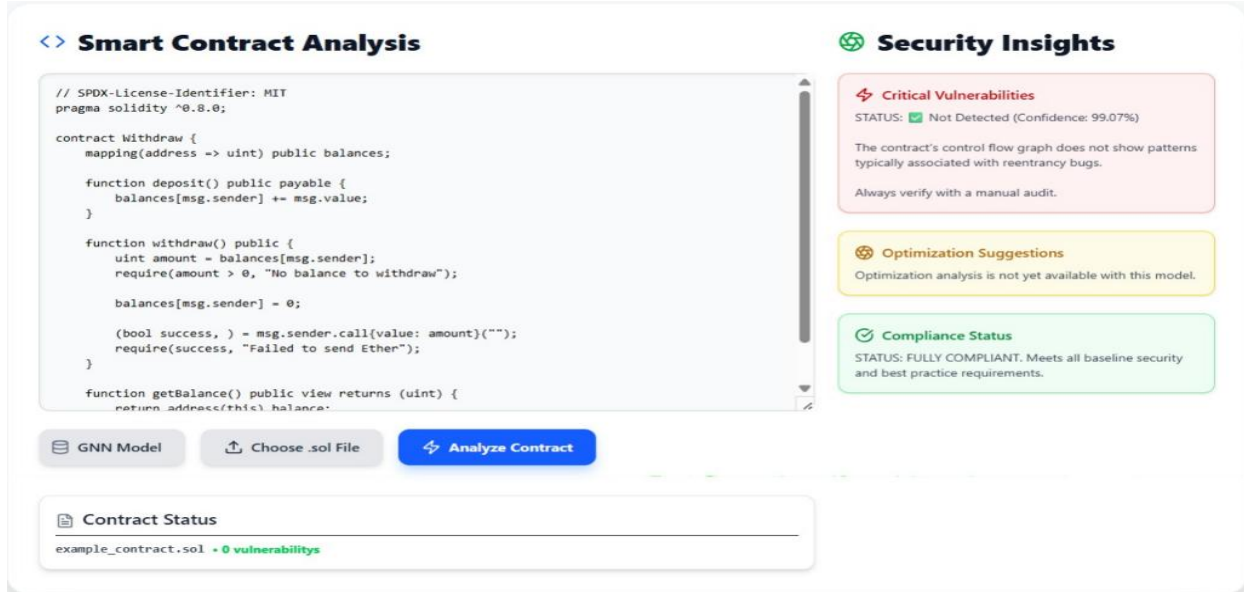 Smart Contract Analysis
// SPDX-License-Identifier: MIT
pragma solidity ^0.8.0;
contract Withdraw {
mapping(address => uint) public balances;
function deposit() public payable {
balances[msg.sender] += msg.value;
}
function withdraw() public {
uint amount = balances[msg.sender];
require(amount > 0, "No balance to withdraw");
balances[msg.sender] = 0;
(bool success, ) = msg.sender.call{value: amount}("");
require(success, "Failed to send Ether");
}
function getBalance() public view returns (uint) {
return address(this).balance;
GNN Model
Choose .sol File
Analyze Contract
Contract Status
example_contract.sol • 0 vulnerabilitys
Security Insights
Critical Vulnerabilities
STATUS: ✅ Not Detected (Confidence: 99.07%)
The contract's control flow graph does not show patterns
typically associated with reentrancy bugs.
Always verify with a manual audit.
Optimization Suggestions
Optimization analysis is not yet available with this model.
Compliance Status
STATUS: FULLY COMPLIANT. Meets all baseline security
and best practice requirements.